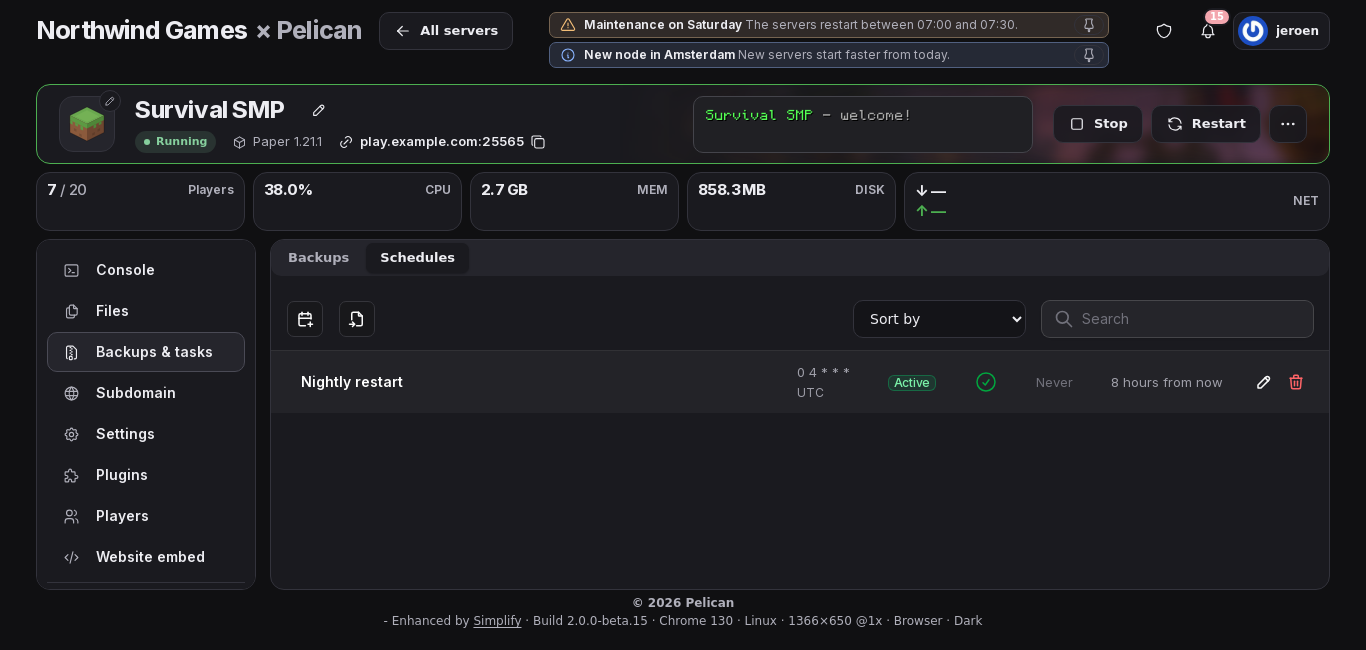 Northwind Games × Pelican
All servers
Maintenance on Saturday The servers restart between 07:00 and 07:30.
New node in Amsterdam New servers start faster from today.
15
jeroen
Survival SMP
Running
Paper 1.21.1
play.example.com:25565
Survival SMP - welcome!
Stop
Restart
7 / 20
Players
38.0%
CPU
2.7 GB
MEM
858.3 MB
DISK
—
—
NET
Console
Files
Backups & tasks
Subdomain
Settings
Plugins
Players
Website embed
Backups
Schedules
Sort by
Search
Nightly restart
0 4 * * *
UTC
Active
Never
8 hours from now
© 2026 Pelican
- Enhanced by Simplify · Build 2.0.0-beta.15 · Chrome 130 · Linux · 1366×650 @1x · Browser · Dark